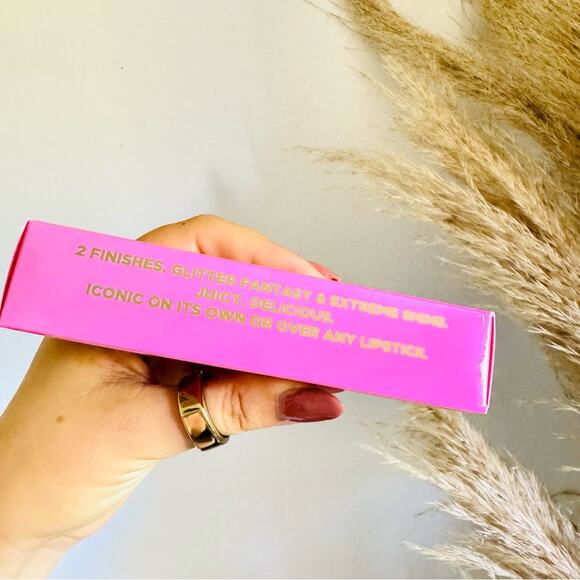 2 FINISHES. GLITTER FANTASY & EXTREME SHINE.
JUICY. DELICIOUS.
ICONIC ON ITS OWN OR OVER ANY LIPSTICK.